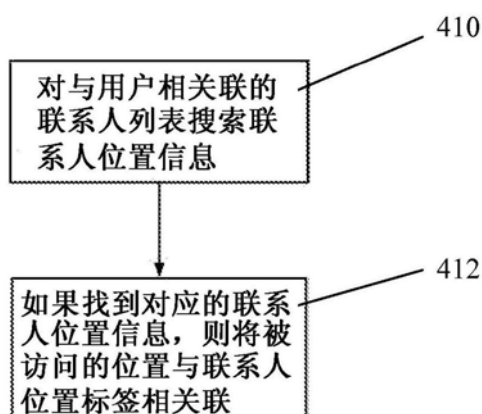 410
对与用户相关联的
联系人列表搜索联
系人位置信息
412
如果找到对应的联系
人位置信息，则将被
访问的位置与联系人
位置标签相关联